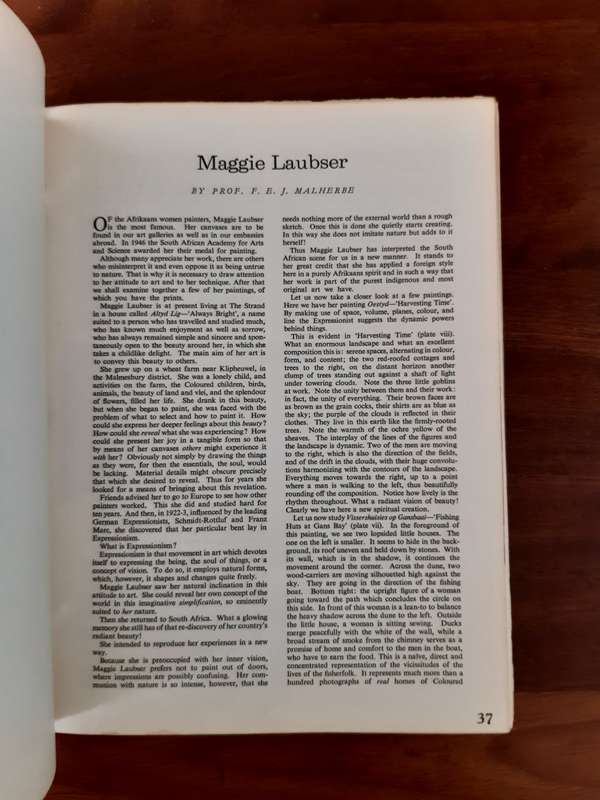 Maggie Laubser
BY PROF. F. E. J. MALHERBE
OF the Afrikaans women painters, Maggie Laubser
is the most famous. Her canvases are to be
found in our art galleries as well as in our embassies
abroad. In 1946 the South African Academy for Arts
and Science awarded her their medal for painting.
Although many appreciate her work, there are others
who misinterpret it and even oppose it as being untrue
to nature. That is why it is necessary to draw attention
to her attitude to art and to her technique. After that
we shall examine together a few of her paintings, of
which you have the prints.
Maggie Laubser is at present living at The Strand
in a house called Altyd Lig—'Always Bright', a name
suited to a person who has travelled and studied much,
who has known much enjoyment as well as sorrow,
who has always remained simple and sincere and spon-
taneously open to the beauty around her, in which she
takes a childlike delight. The main aim of her art is
to convey this beauty to others.
She grew up on a wheat farm near Klipheuwel, in
the Malmesbury district. She was a lonely child, and
activities on the farm, the Coloured children, birds,
animals, the beauty of land and vlei, and the splendour
of flowers, filled her life. She drank in this beauty,
but when she began to paint, she was faced with the
problem of what to select and how to paint it. How
could she express her deeper feelings about this beauty?
How could she reveal what she was experiencing? How
could she present her joy in a tangible form so that
by means of her canvases others might experience it
with her? Obviously not simply by drawing the things
as they were, for then the essentials, the soul, would
be lacking. Material details might obscure precisely
that which she desired to reveal. Thus for years she
looked for a means of bringing about this revelation.
Friends advised her to go to Europe to see how other
painters worked. This she did and studied hard for
ten years. And then, in 1922-3, influenced by the leading
German Expressionists, Schmidt-Rottluf and Franz
Marc, she discovered that her particular bent lay in
Expressionism.
What is Expressionism?
Expressionism is that movement in art which devotes
itself to expressing the being, the soul of things, or a
concept of vision. To do so, it employs natural forms,
which, however, it shapes and changes quite freely.
Maggie Laubser saw her natural inclination in this
attitude to art. She could reveal her own concept of the
world in this imaginative simplification, so eminently
suited to her nature.
Then she returned to South Africa. What a glowing
memory she still has of that re-discovery of her country's
radiant beauty!
She intended to reproduce her experiences in a new
way.
Because she is preoccupied with her inner vision,
Maggie Laubser prefers not to paint out of doors,
where impressions are possibly confusing. Her com-
munion with nature is so intense, however, that she
needs nothing more of the external world than a rough
sketch. Once this is done she quietly starts creating.
In this way she does not imitate nature but adds to it
herself!
Thus Maggie Laubser has interpreted the South
African scene for us in a new manner. It stands to
her great credit that she has applied a foreign style
here in a purely Afrikaans spirit and in such a way that
her work is part of the purest indigenous and most
original art we have.
Let us now take a closer look at a few paintings.
Here we have her painting Oestyd—'Harvesting Time'.
By making use of space, volume, planes, colour, and
line the Expressionist suggests the dynamic powers
behind things.
This is evident in 'Harvesting Time' (plate viii).
What an enormous landscape and what an excellent
composition this is: serene spaces, alternating in colour,
form, and content; the two red-roofed cottages and
trees to the right, on the distant horizon another
clump of trees standing out against a shaft of light
under towering clouds. Note the three little goblins
at work. Note the unity between them and their work:
in fact, the unity of everything. Their brown faces are
as brown as the grain cocks, their shirts are as blue as
the sky; the purple of the clouds is reflected in their
clothes. They live in this earth like the firmly-rooted
trees. Note the warmth of the ochre yellow of the
sheaves. The interplay of the lines of the figures and
the landscape is dynamic. Two of the men are moving
to the right, which is also the direction of the fields,
and of the drift in the clouds, with their huge convolu-
tions harmonizing with the contours of the landscape.
Everything moves towards the right, up to a point
where a man is walking to the left, thus beautifully
rounding off the composition. Notice how lively is the
rhythm throughout. What a radiant vision of beauty!
Clearly we have here a new spiritual creation.
Let us now study Vissershuisies op Gansbaai—'Fishing
Huts at Gans Bay' (plate vii). In the foreground of
this painting, we see two lopsided little houses. The
one on the left is smaller. It seems to hide in the back-
ground, its roof uneven and held down by stones. With
its wall, which is in the shadow, it continues the
movement around the corner. Across the dune, two
wood-carriers are moving silhouetted high against the
sky. They are going in the direction of the fishing
boat. Bottom right: the upright figure of a woman
going toward the path which concludes the circle on
this side. In front of this woman is a lean-to to balance
the heavy shadow across the dune to the left. Outside
the little house, a woman is sitting sewing. Ducks
merge peacefully with the white of the wall, while a
broad stream of smoke from the chimney serves as a
promise of home and comfort to the men in the boat,
who have to earn the food. This is a naïve, direct and
concentrated representation of the vicissitudes of the
lives of the fisherfolk. It represents much more than a
hundred photographs of real homes of Coloured
37